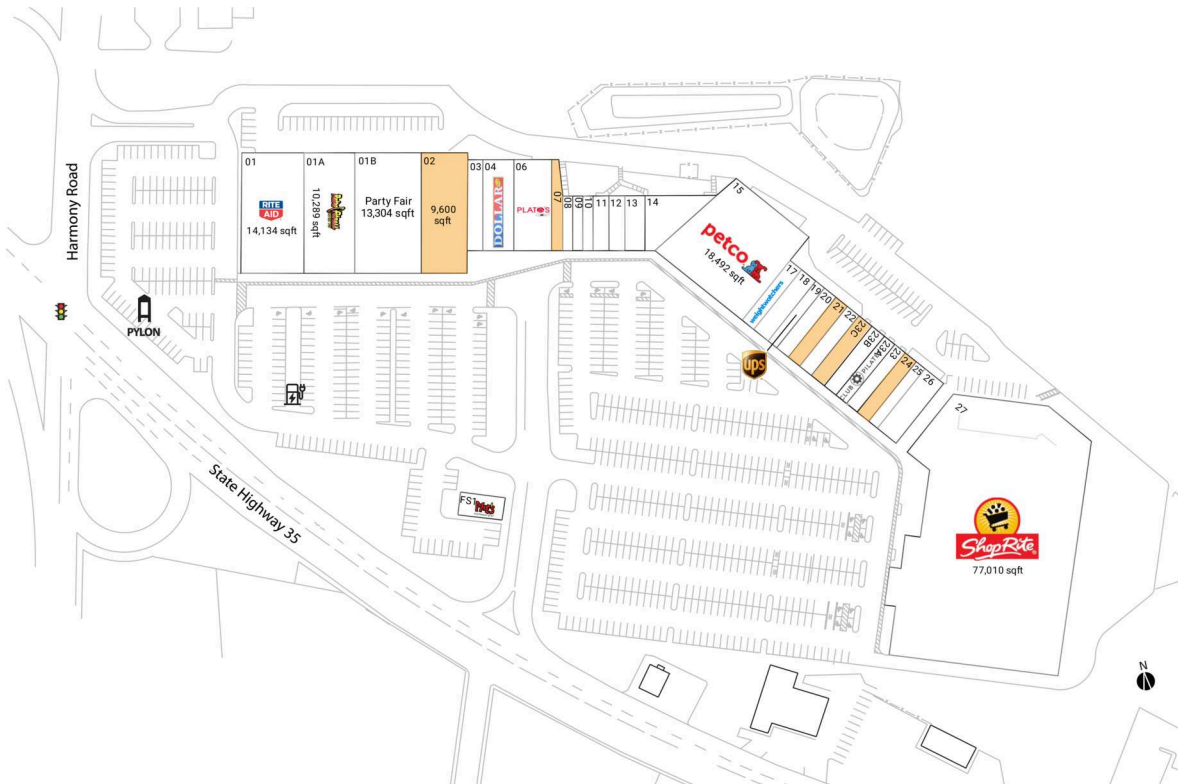 Harmony Road
PYLON
State Highway 35
01
RITE
AID
14,134 sqft
01A
10,289 sqft
01B
Party Fair
13,304 sqft
02
9,600
sqft
03
04
DOLLAR
06
PLATO'S
07
08
09
10
11
12
13
14
15
petco
18,492 sqft
weightwatchers
17
18
19
20
21
22
23C
23B
23A
CLUB PILATES
23
24
25
26
ups
27
ShopRite
77,010 sqft
FS1
N